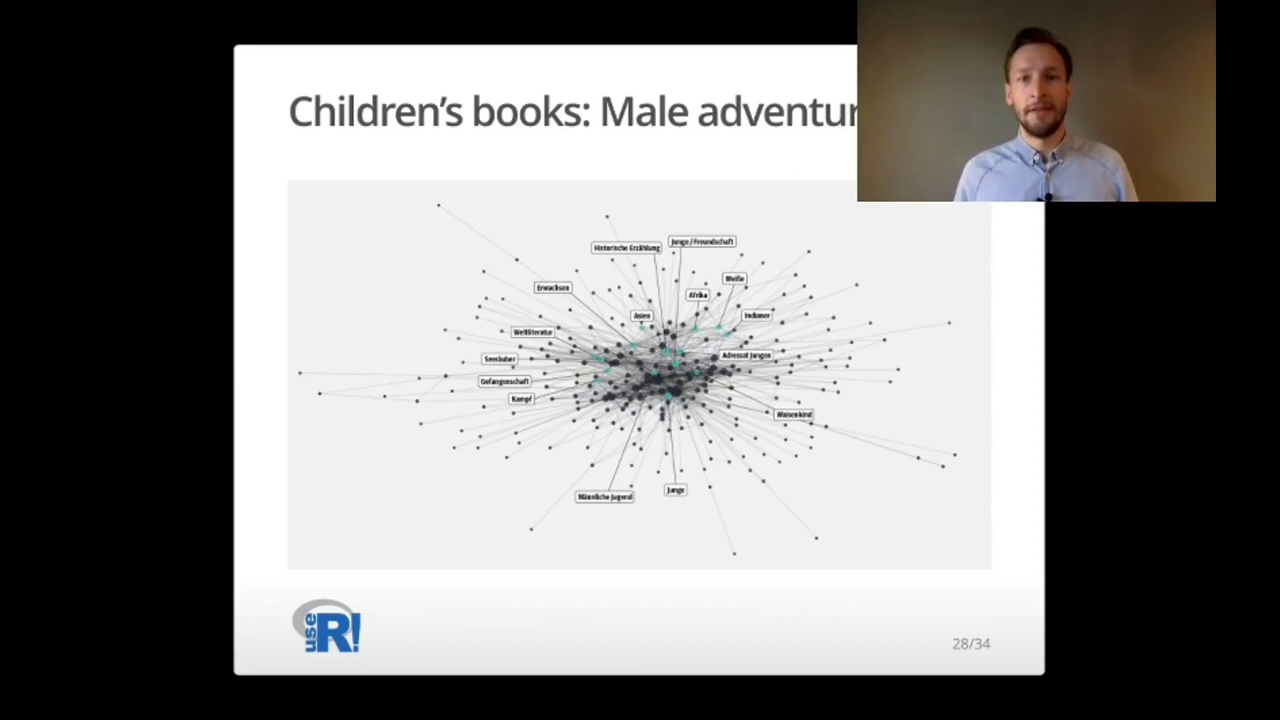 Children's books: Male adventur
Historische Erzählung
Junge / Freundschaft
Weiße
Erwachsen
Afrika
Asien
Indianer
Weltliteratur
Adressat Jungen
Seeräuber
Gefangenschaft
Kampf
Waisenkind
Männliche Jugend
Junge
use R!
28/34